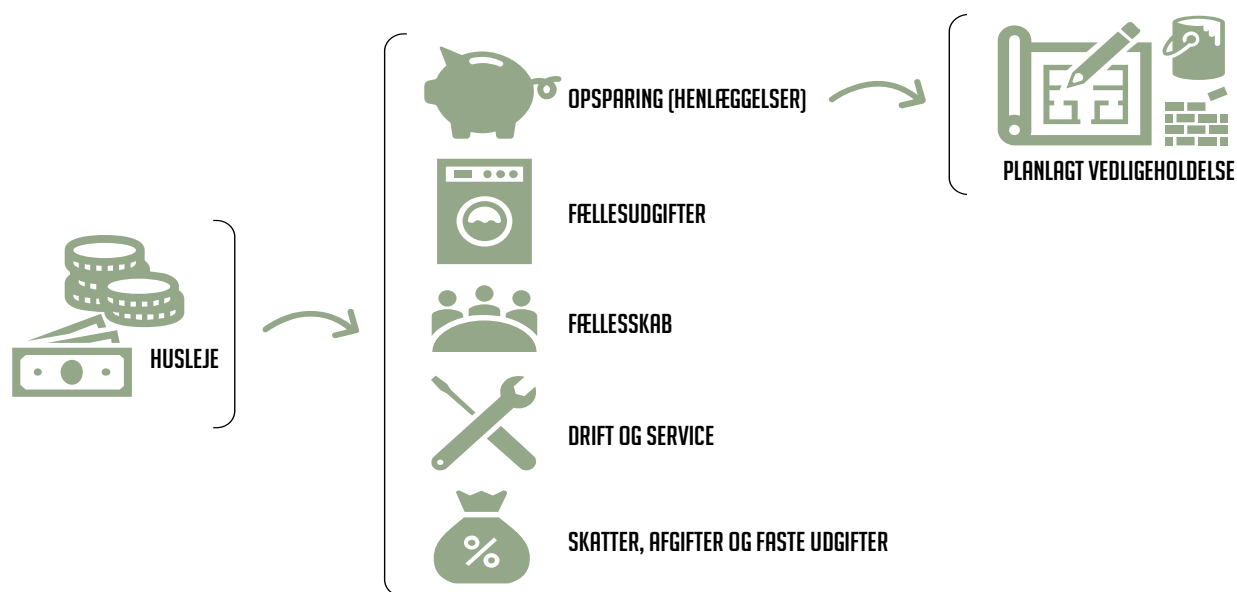 HUSLEJE
OPSPARING (HENLÆGGELSER)
FÆLLESUDGIFTER
FÆLLESSKAB
DRIFT OG SERVICE
%
SKATTER, AFGIFTER OG FASTE UDGIFTER
PLANLAGT VEDLIGEHOLDELSE